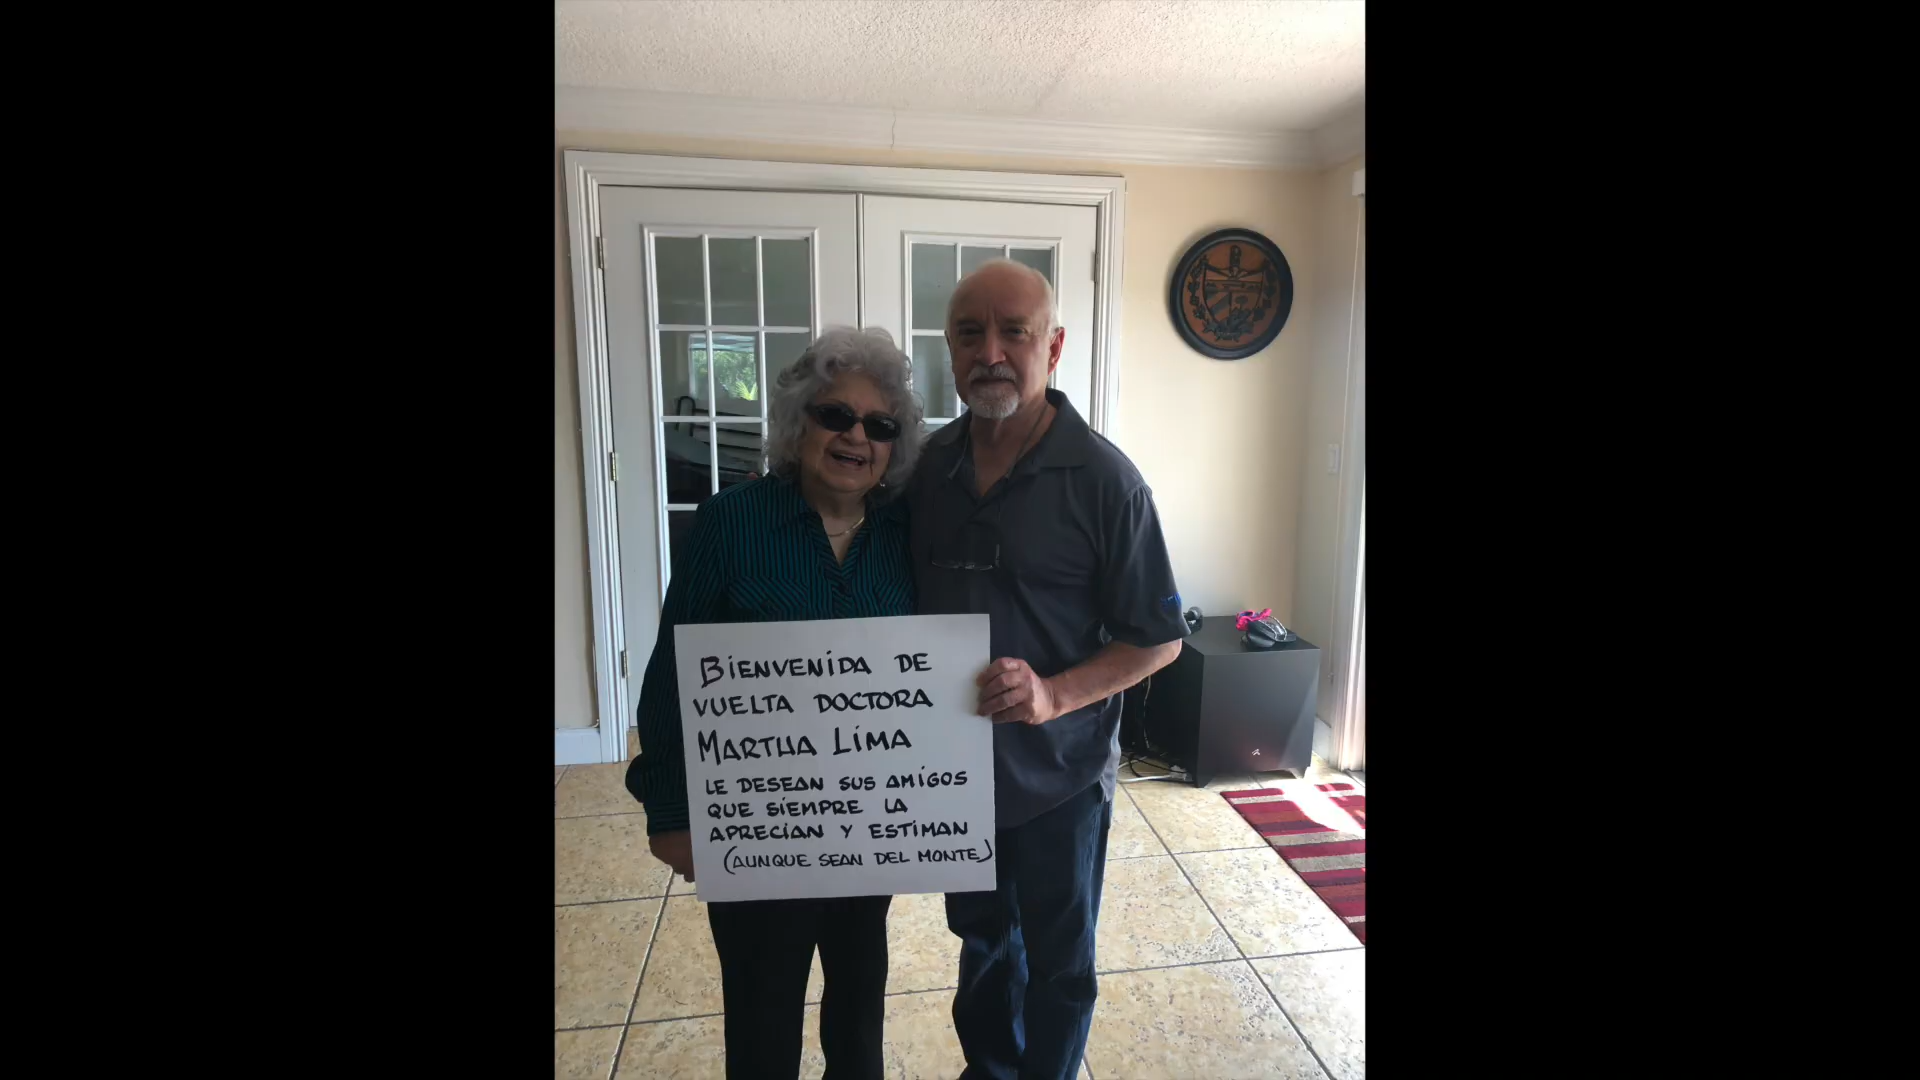 BIENVENIDA DE
VUELTA DOCTORA
MARTHA LIMA
LE DESEAN SUS AMIGOS
QUE SIEMPRE LA
APRECIAN Y ESTIMAN
(AUNQUE SEAN DEL MONTE)